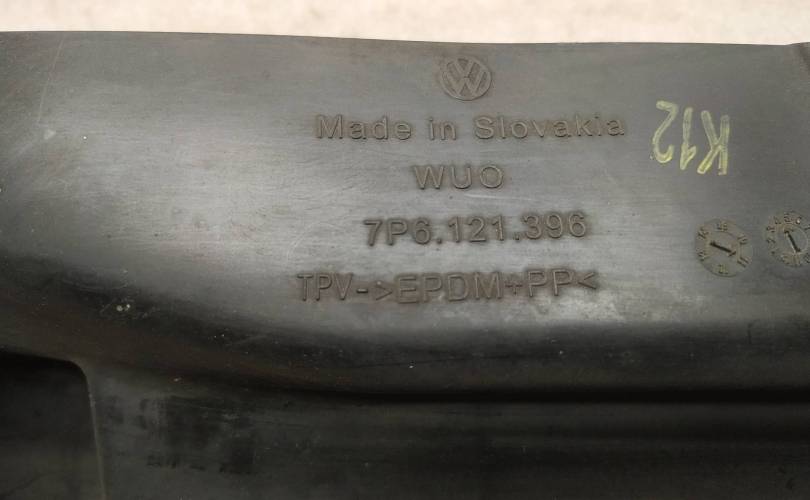 Made in Slovakia
WUO
7P6.121.396
TPV->EPDM+PP<
K12